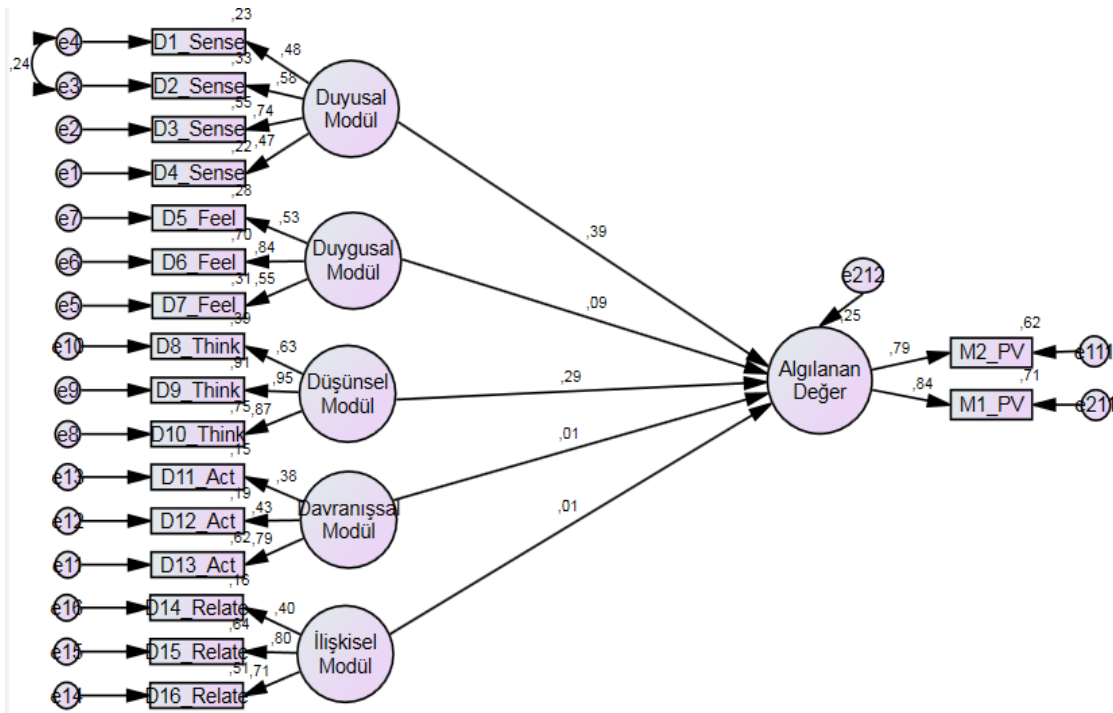 ,23
e4
D1_Sense
,48
,24
,33
e3
D2_Sense
,58
Duyusal
Modül
,55
e2
D3_Sense
,74
,22
,47
e1
D4_Sense
,39
,28
e7
D5_Feel
,53
,70
e6
D6_Feel
,84
Duygusal
Modül
,09
,31
,55
e5
D7_Feel
,39
e10
D8_Think
,63
,91
e9
D9_Think
,95
Düşünsel
Modül
,29
,75
,87
e8
D10_Think
e212
,25
Algılanan
Değer
,79
,62
M2_PV
e111
,84
,71
M1_PV
e211
,15
e13
D11_Act
,38
,01
,19
e12
D12_Act
,43
Davranışsal
Modül
,62
,79
e11
D13_Act
,01
,16
e16
D14_Relate
,40
,64
e15
D15_Relate
,80
İlişkisel
Modül
,51
,71
e14
D16_Relate